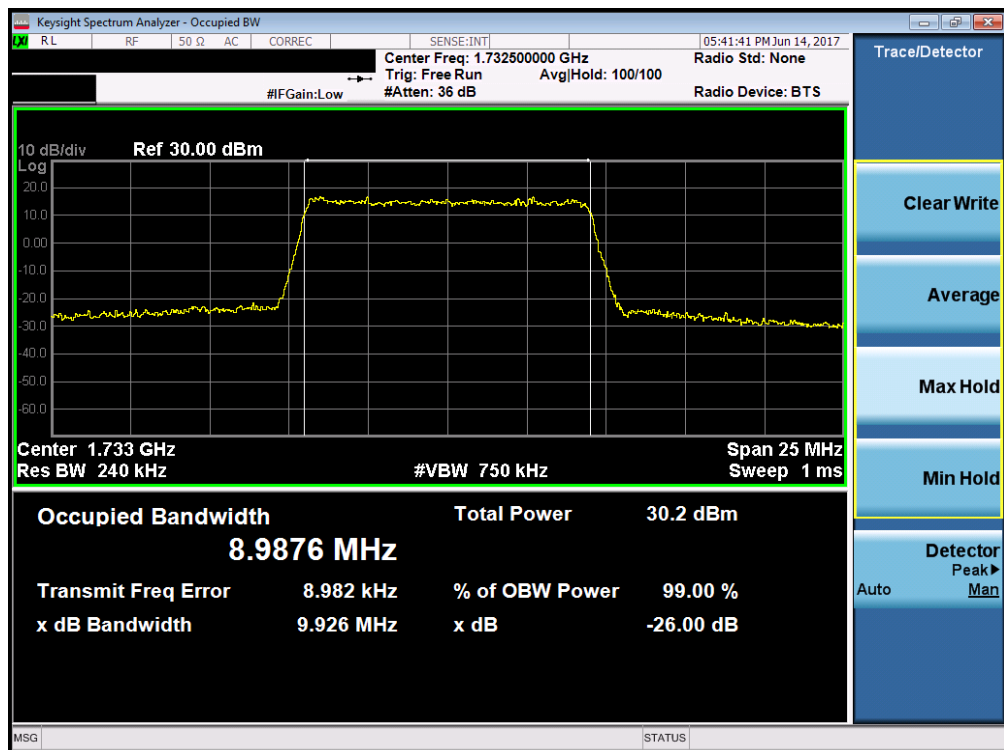 Keysight Spectrum Analyzer - Occupied BW
LXI RL RF 50 Ω AC CORREC SENSE:INT 05:41:41 PM Jun 14, 2017
Center Freq: 1.732500000 GHz Radio Std: None
Trig: Free Run Avg|Hold: 100/100
#IFGain:Low #Atten: 36 dB Radio Device: BTS
10 dB/div Ref 30.00 dBm
Log
20.0
10.0
0.00
-10.0
-20.0
-30.0
-40.0
-50.0
-60.0
Center 1.733 GHz Span 25 MHz
Res BW 240 kHz #VBW 750 kHz Sweep 1 ms
Occupied Bandwidth Total Power 30.2 dBm
8.9876 MHz
Transmit Freq Error 8.982 kHz % of OBW Power 99.00 %
x dB Bandwidth 9.926 MHz x dB -26.00 dB
MSG STATUS
Trace/Detector
Clear Write
Average
Max Hold
Min Hold
Detector
Peak▶
Auto Man